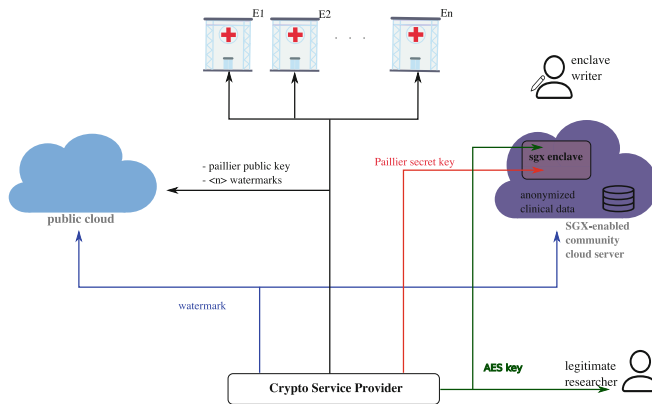 E1
E2
. . .
En
enclave
writer
- paillier public key
- <n> watermarks
Paillier secret key
sgx enclave
anonymized
clinical data
public cloud
SGX-enabled
community
cloud server
watermark
AES key
legitimate
researcher
Crypto Service Provider